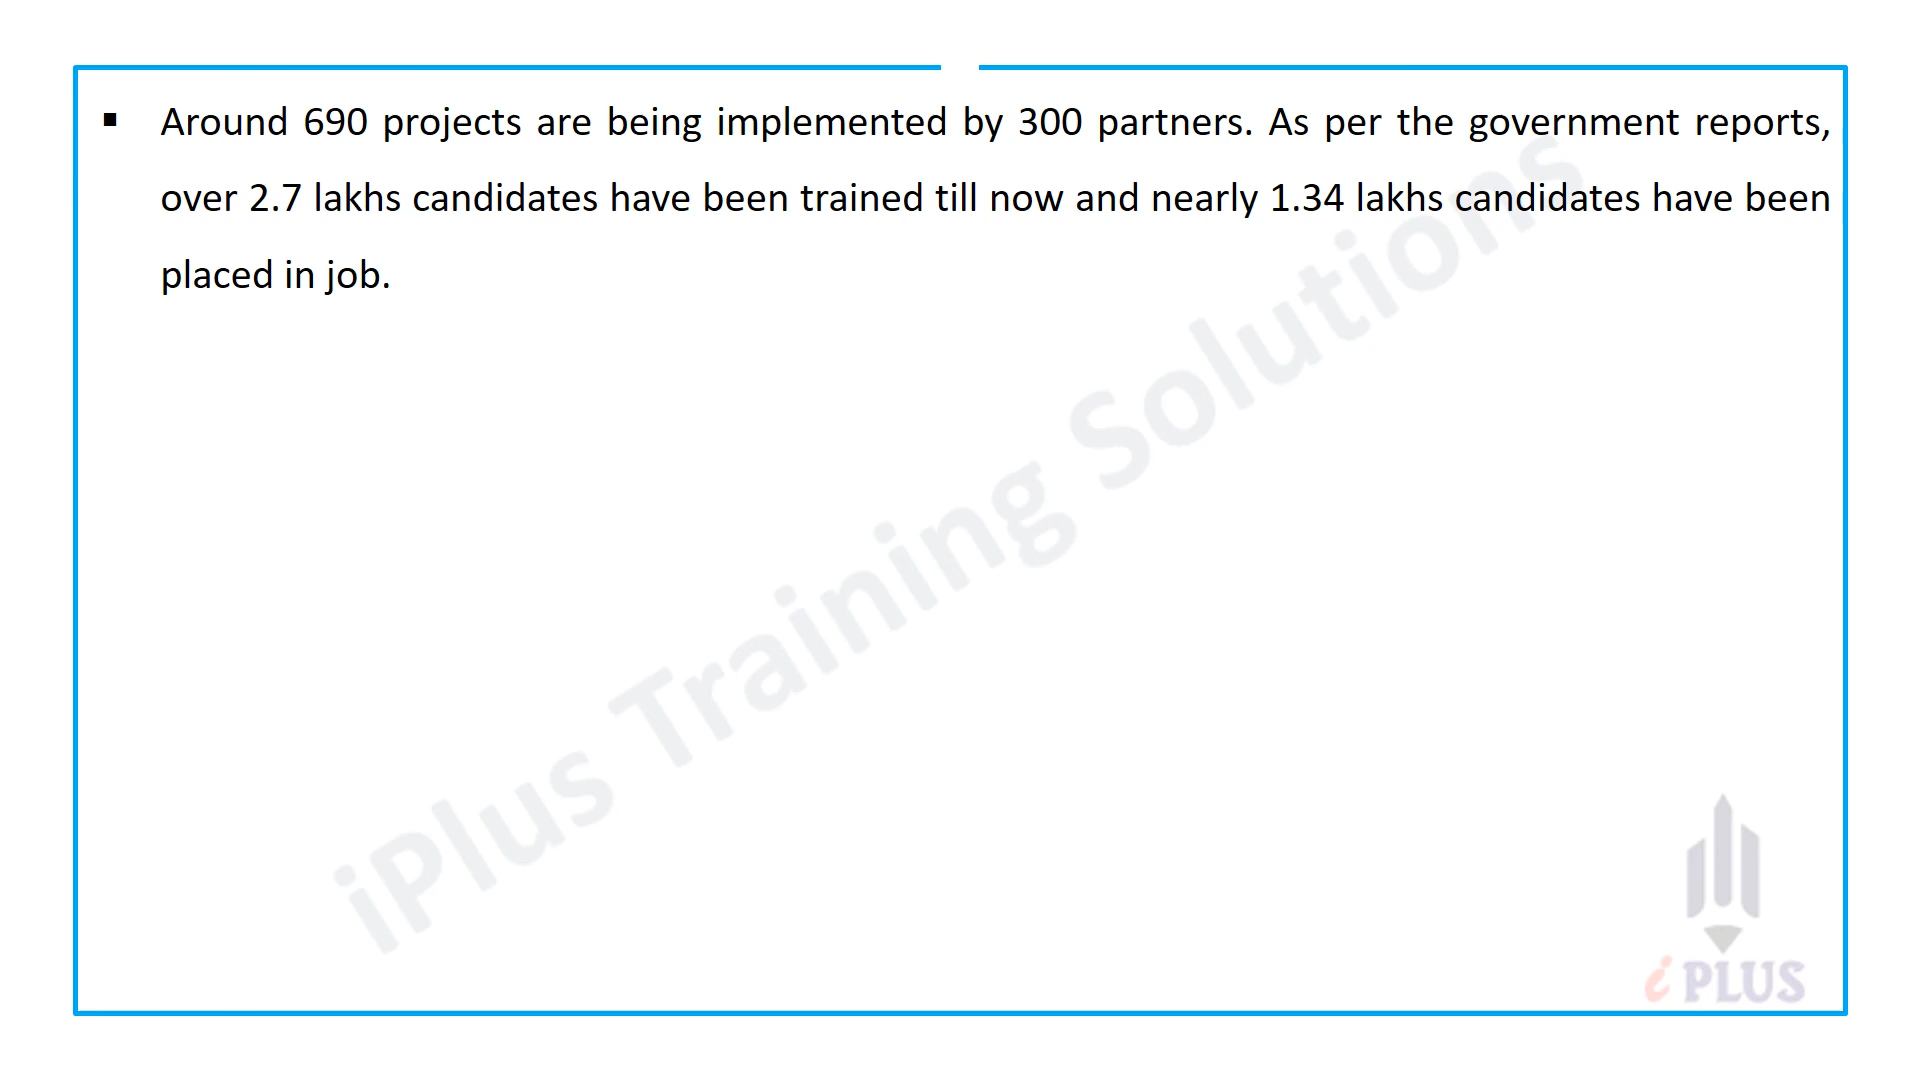 ▪ Around 690 projects are being implemented by 300 partners. As per the government reports,
over 2.7 lakhs candidates have been trained till now and nearly 1.34 lakhs candidates have been
placed in job.
iPlus Training Solutions
i PLUS